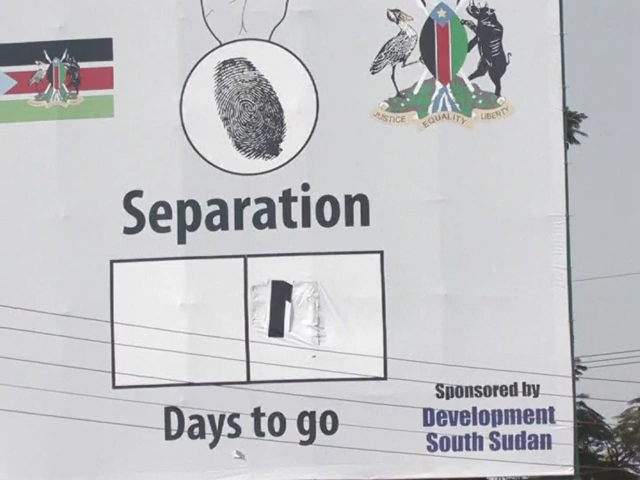 JUSTICE EQUALITY LIBERTY
Separation
Days to go
Sponsored by
Development
South Sudan